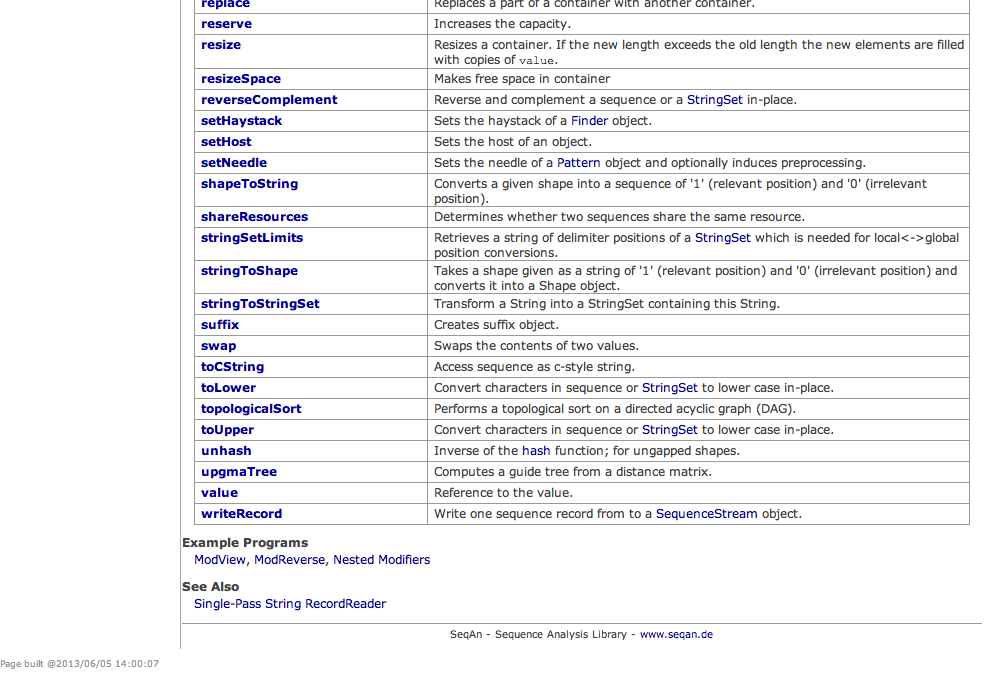 replace Replaces a part of a container with another container.
reserve Increases the capacity.
resize Resizes a container. If the new length exceeds the old length the new elements are filled
with copies of value.
resizeSpace Makes free space in container
reverseComplement Reverse and complement a sequence or a StringSet in-place.
setHaystack Sets the haystack of a Finder object.
setHost Sets the host of an object.
setNeedle Sets the needle of a Pattern object and optionally induces preprocessing.
shapeToString Converts a given shape into a sequence of '1' (relevant position) and '0' (irrelevant
position).
shareResources Determines whether two sequences share the same resource.
stringSetLimits Retrieves a string of delimiter positions of a StringSet which is needed for local<->global
position conversions.
stringToShape Takes a shape given as a string of '1' (relevant position) and '0' (irrelevant position) and
converts it into a Shape object.
stringToStringSet Transform a String into a StringSet containing this String.
suffix Creates suffix object.
swap Swaps the contents of two values.
toCString Access sequence as c-style string.
toLower Convert characters in sequence or StringSet to lower case in-place.
topologicalSort Performs a topological sort on a directed acyclic graph (DAG).
toUpper Convert characters in sequence or StringSet to lower case in-place.
unhash Inverse of the hash function; for ungapped shapes.
upgmaTree Computes a guide tree from a distance matrix.
value Reference to the value.
writeRecord Write one sequence record from to a SequenceStream object.
Example Programs
ModView, ModReverse, Nested Modifiers
See Also
Single-Pass String RecordReader
SeqAn - Sequence Analysis Library - www.seqan.de
Page built @2013/06/05 14:00:07